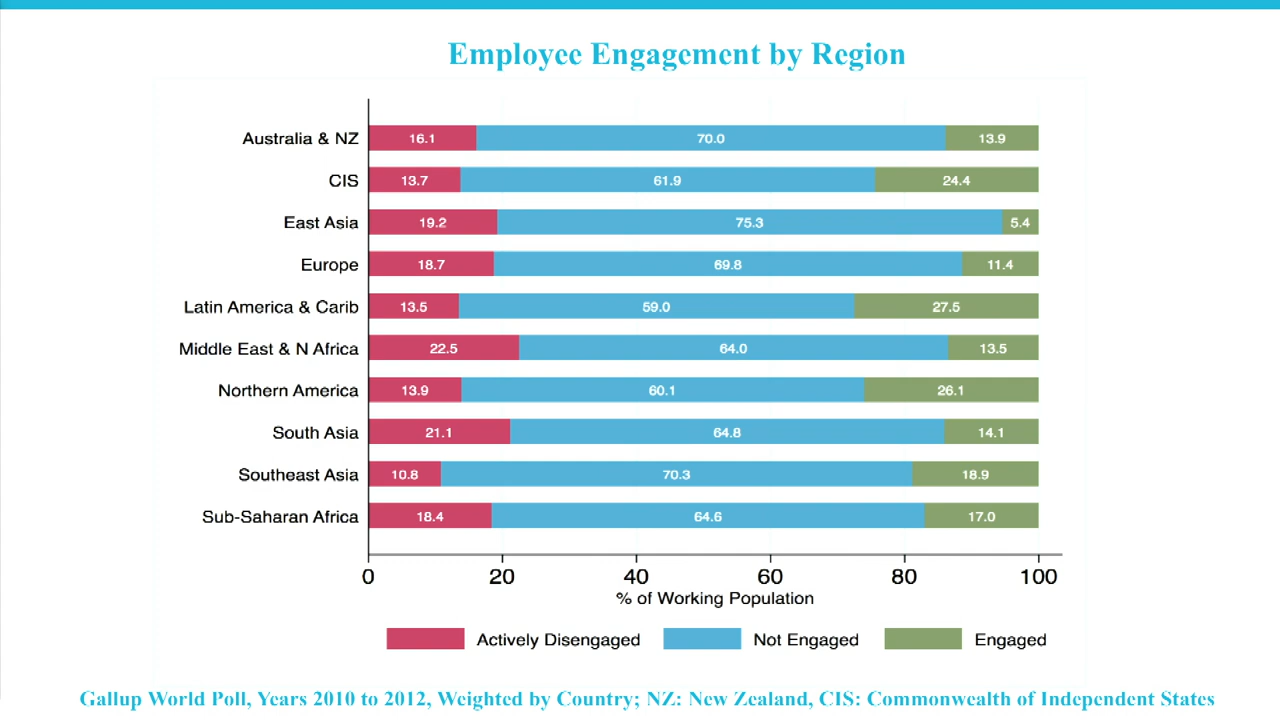 Employee Engagement by Region
Australia & NZ 16.1 70.0 13.9
CIS 13.7 61.9 24.4
East Asia 19.2 75.3 5.4
Europe 18.7 69.8 11.4
Latin America & Carib 13.5 59.0 27.5
Middle East & N Africa 22.5 64.0 13.5
Northern America 13.9 60.1 26.1
South Asia 21.1 64.8 14.1
Southeast Asia 10.8 70.3 18.9
Sub-Saharan Africa 18.4 64.6 17.0
0 20 40 60 80 100
% of Working Population
Actively Disengaged Not Engaged Engaged
Gallup World Poll, Years 2010 to 2012, Weighted by Country; NZ: New Zealand, CIS: Commonwealth of Independent States